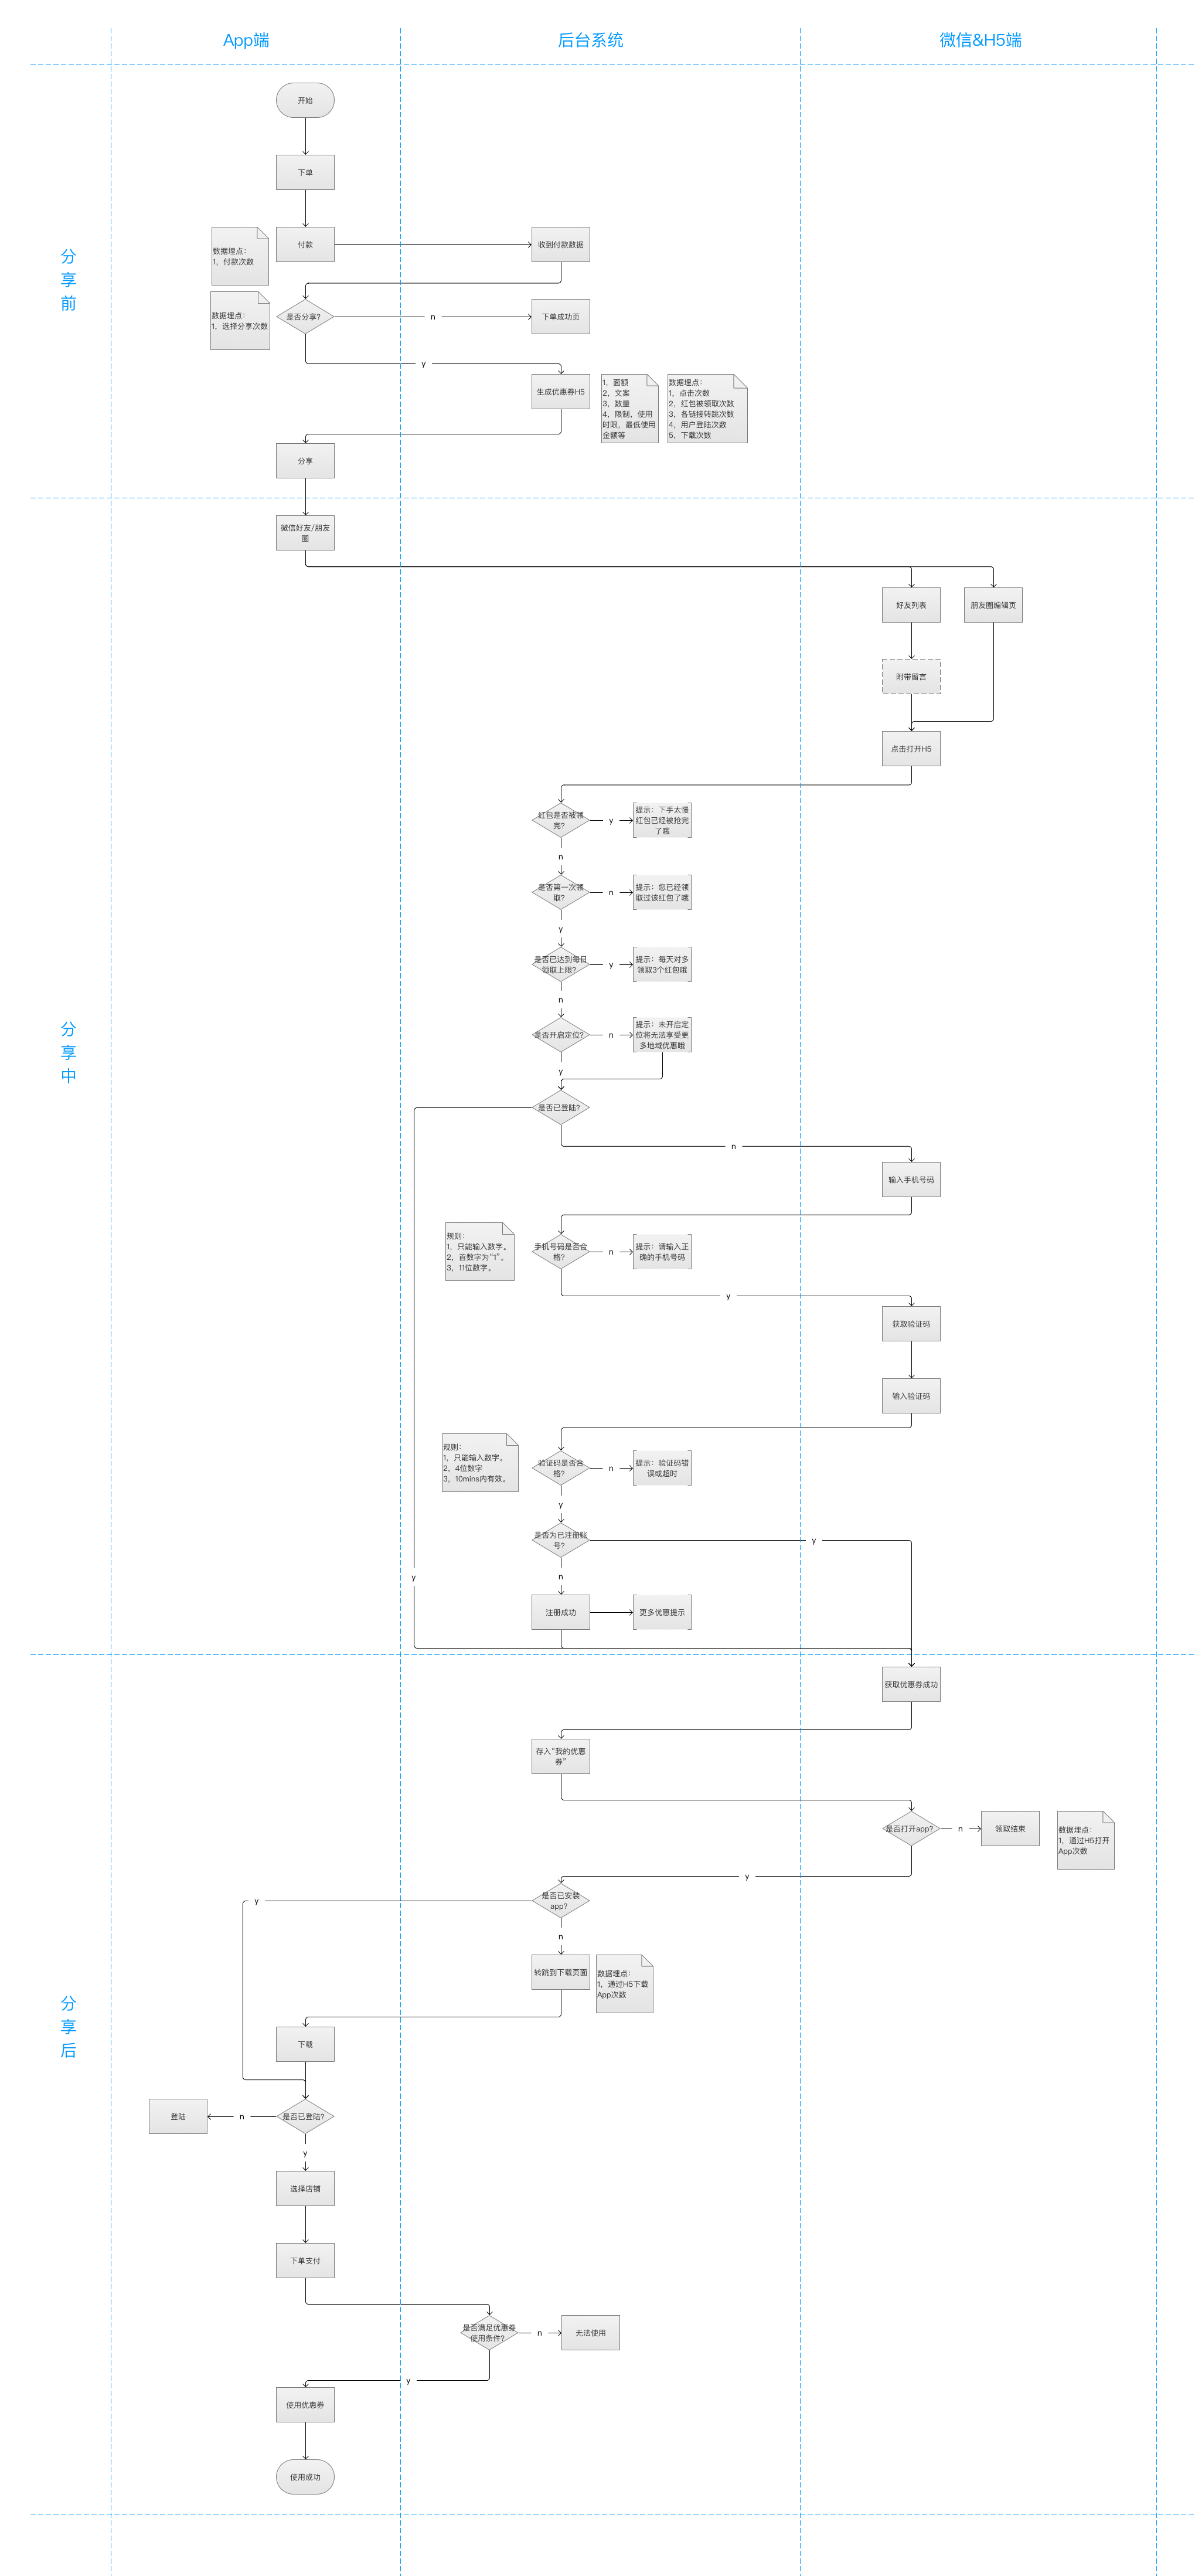 App端
后台系统
微信&H5端
分
享
前
开始
下单
付款
数据埋点：
1，付款次数
收到付款数据
数据埋点：
1，选择分享次数
是否分享？
n
下单成功页
y
生成优惠券H5
1，面额
2，文案
3，数量
4，限制，使用
时限，最低使用
金额等
数据埋点：
1，点击次数
2，红包被领取次数
3，各链接转跳次数
4，用户登陆次数
5，下载次数
分享
分
享
中
微信好友/朋友
圈
好友列表
朋友圈编辑页
附带留言
点击打开H5
红包是否被领
完？
y
提示：下手太慢
红包已经被抢完
了哦
n
是否第一次领
取？
n
提示：您已经领
取过该红包了哦
y
是否已达到每日
领取上限？
y
提示：每天对多
领取3个红包哦
n
是否开启定位？
n
提示：未开启定
位将无法享受更
多地域优惠哦
y
是否已登陆？
n
输入手机号码
规则：
1，只能输入数字。
2，首数字为“1”。
3，11位数字。
手机号码是否合
格？
n
提示：请输入正
确的手机号码
y
获取验证码
输入验证码
规则：
1，只能输入数字。
2，4位数字
3，10mins内有效。
验证码是否合
格？
n
提示：验证码错
误或超时
y
是否为已注册账
号？
y
y
n
注册成功
更多优惠提示
分
享
后
获取优惠券成功
存入“我的优惠
券”
是否打开app？
n
领取结束
数据埋点：
1，通过H5打开
App次数
y
是否已安装
app？
y
n
转跳到下载页面
数据埋点：
1，通过H5下载
App次数
下载
登陆
n
是否已登陆？
y
选择店铺
下单支付
是否满足优惠券
使用条件？
n
无法使用
y
使用优惠券
使用成功